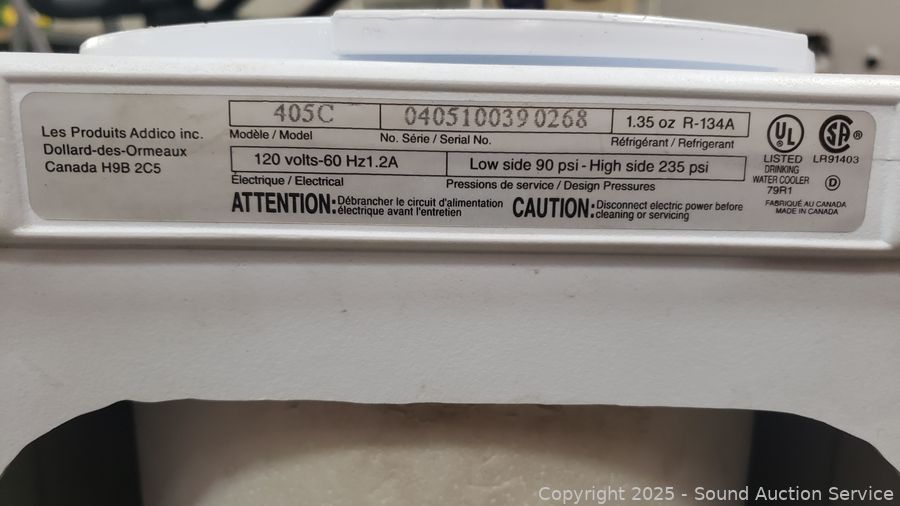 Les Produits Addico inc.
Dollard-des-Ormeaux
Canada H9B 2C5
405C
Modèle / Model
0405100390268
No. Série / Serial No.
1.35 oz R-134A
Réfrigérant / Refrigerant
120 volts-60 Hz1.2A
Électrique / Electrical
Low side 90 psi - High side 235 psi
Pressions de service / Design Pressures
ATTENTION: Débrancher le circuit d'alimentation
électrique avant l'entretien
CAUTION: Disconnect electric power before
cleaning or servicing
UL
LISTED
DRINKING
WATER COOLER
79R1
SA ®
LR91403
D
FABRIQUÉ AU CANADA
MADE IN CANADA
Copyright © 2025 - Sound Auction Service